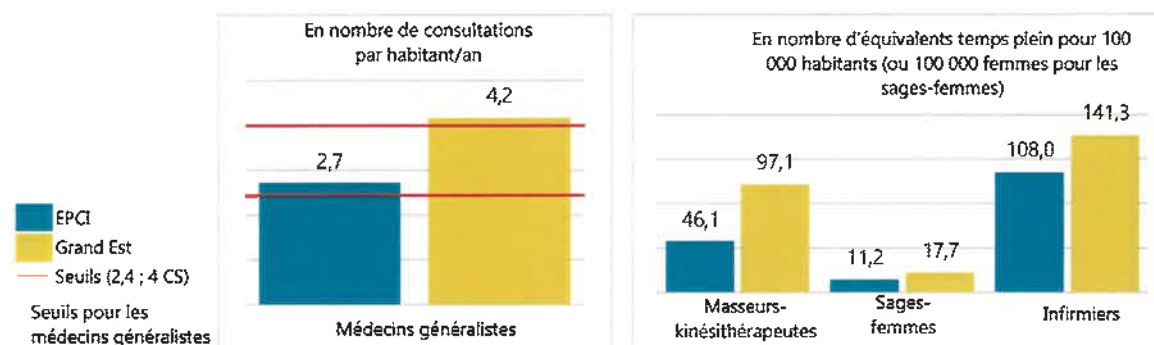 En nombre de consultations
par habitant/an
4,2
2,7
Médecins généralistes
EPCI
Grand Est
Seuils (2,4 ; 4 CS)
Seuils pour les
médecins généralistes
En nombre d'équivalents temps plein pour 100
000 habitants (ou 100 000 femmes pour les
sages-femmes)
46,1
97,1
11,2
17,7
108,0
141,3
Masseurs-
kinésithérapeutes
Sages-
femmes
Infirmiers